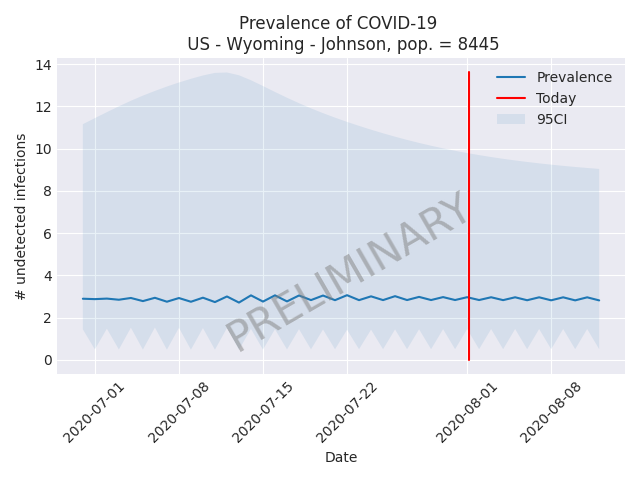 Prevalence of COVID-19
US - Wyoming - Johnson, pop. = 8445
14
12
10
8
6
4
2
0
# undetected infections
Prevalence
Today
95CI
PRELIMINARY
2020-07-01
2020-07-08
2020-07-15
2020-07-22
2020-08-01
2020-08-08
Date